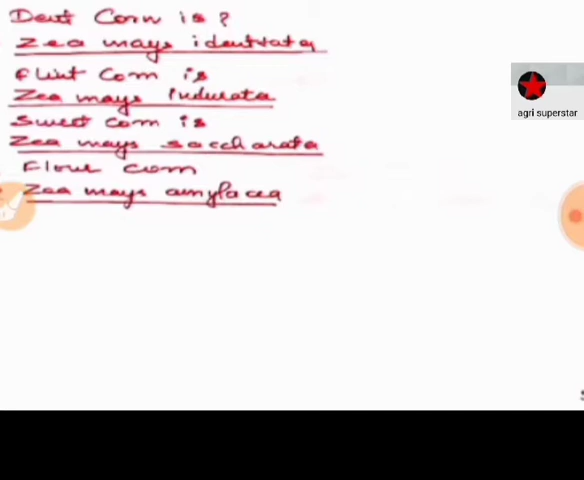 Dent Corn is?
Zea mays identata
agri superstar
Flint Corn is
Zea mays indurata
Sweet corn is
Zea mays saccharata
Flour corn
Zea mays amylacea